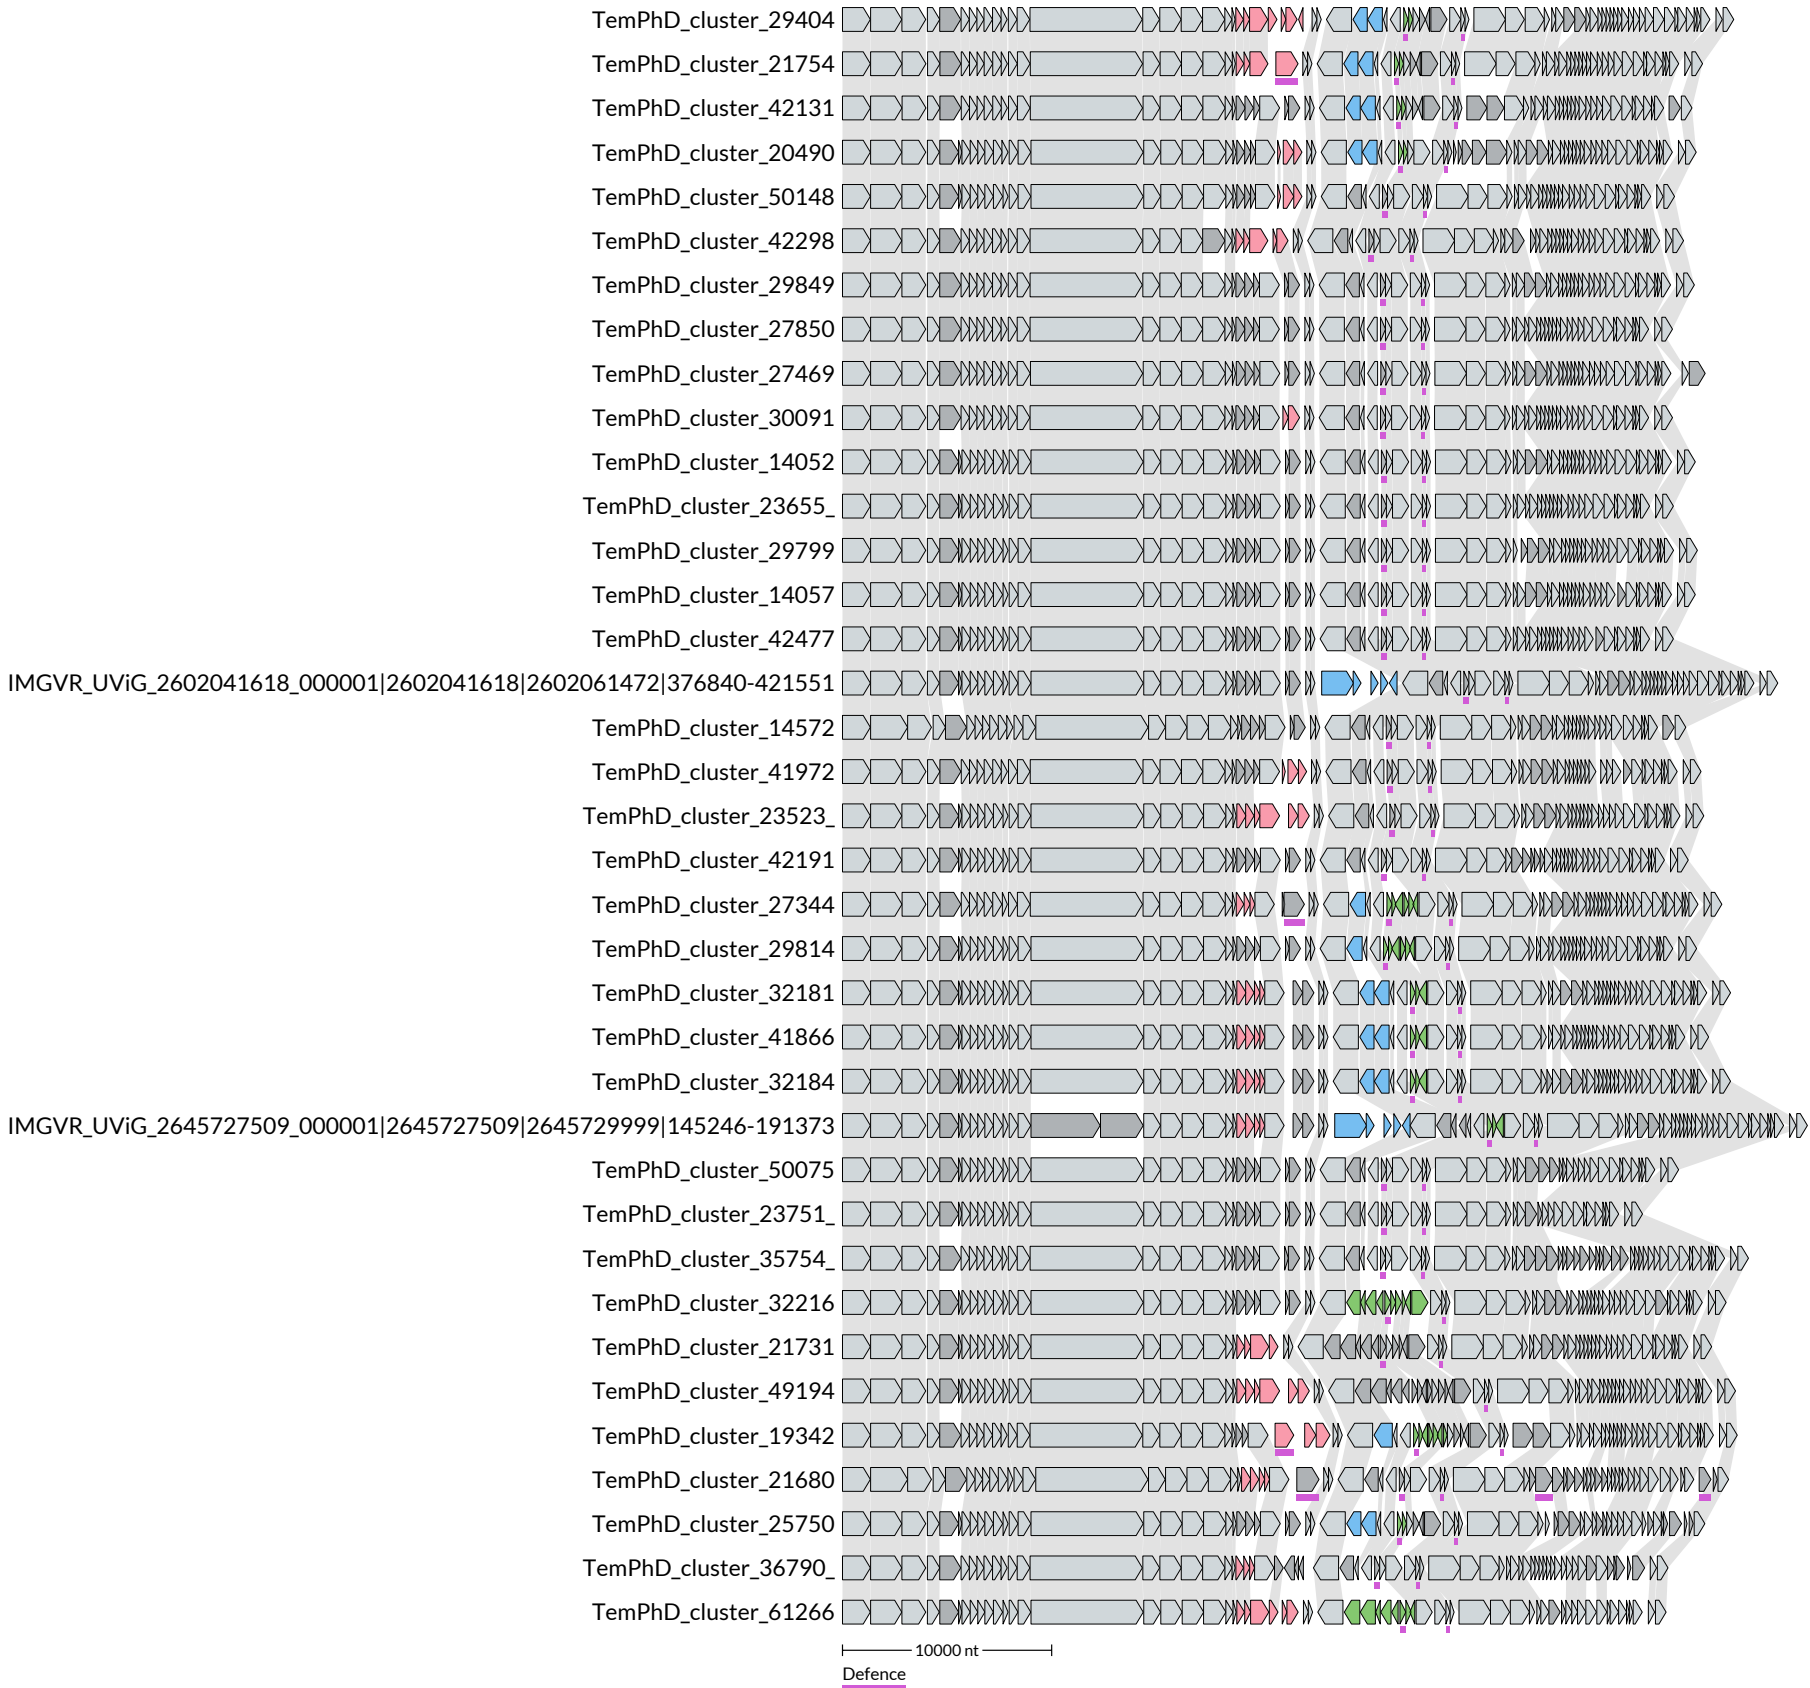 TemPhD_cluster_29404
TemPhD_cluster_21754
TemPhD_cluster_42131
TemPhD_cluster_20490
TemPhD_cluster_50148
TemPhD_cluster_42298
TemPhD_cluster_29849
TemPhD_cluster_27850
TemPhD_cluster_27469
TemPhD_cluster_30091
TemPhD_cluster_14052
TemPhD_cluster_23655_
TemPhD_cluster_29799
TemPhD_cluster_14057
TemPhD_cluster_42477
IMGVR_UViG_2602041618_000001|2602041618|2602061472|376840-421551
TemPhD_cluster_14572
TemPhD_cluster_41972
TemPhD_cluster_23523_
TemPhD_cluster_42191
TemPhD_cluster_27344
TemPhD_cluster_29814
TemPhD_cluster_32181
TemPhD_cluster_41866
TemPhD_cluster_32184
IMGVR_UViG_2645727509_000001|2645727509|2645729999|145246-191373
TemPhD_cluster_50075
TemPhD_cluster_23751_
TemPhD_cluster_35754_
TemPhD_cluster_32216
TemPhD_cluster_21731
TemPhD_cluster_49194
TemPhD_cluster_19342
TemPhD_cluster_21680
TemPhD_cluster_25750
TemPhD_cluster_36790_
TemPhD_cluster_61266
10000 nt
Defence